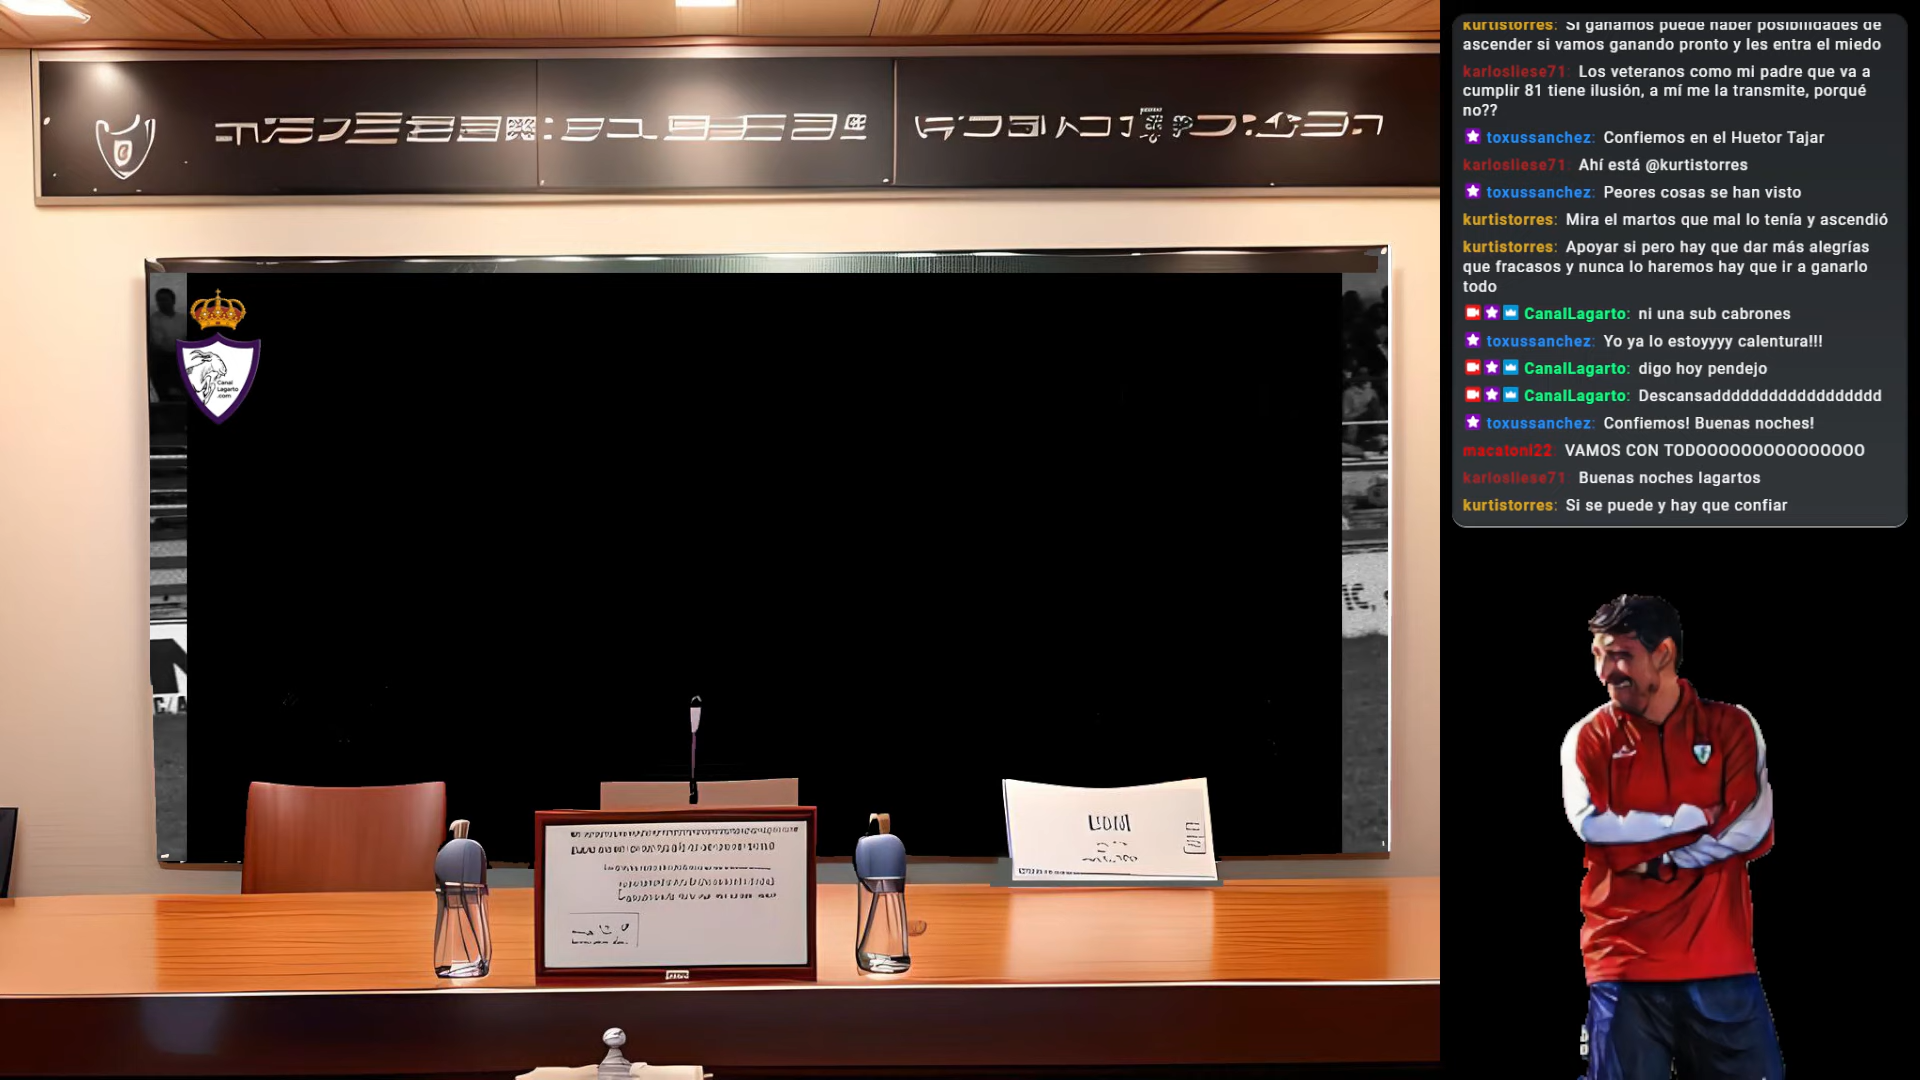 Canal
Lagarto
.com
kurtistorres: Si ganamos puede haber posibilidades de
ascender si vamos ganando pronto y les entra el miedo
karlosliese71: Los veteranos como mi padre que va a
cumplir 81 tiene ilusión, a mí me la transmite, porqué
no??
toxussanchez: Confiemos en el Huetor Tajar
karlosliese71: Ahí está @kurtistorres
toxussanchez: Peores cosas se han visto
kurtistorres: Mira el martos que mal lo tenía y ascendió
kurtistorres: Apoyar si pero hay que dar más alegrías
que fracasos y nunca lo haremos hay que ir a ganarlo
todo
CanalLagarto: ni una sub cabrones
toxussanchez: Yo ya lo estoyyyy calentura!!!
CanalLagarto: digo hoy pendejo
CanalLagarto: Descansadddddddddddddddddd
toxussanchez: Confiemos! Buenas noches!
macatoni22: VAMOS CON TODOOOOOOOOOOOOOOO
karlosliese71: Buenas noches lagartos
kurtistorres: Si se puede y hay que confiar